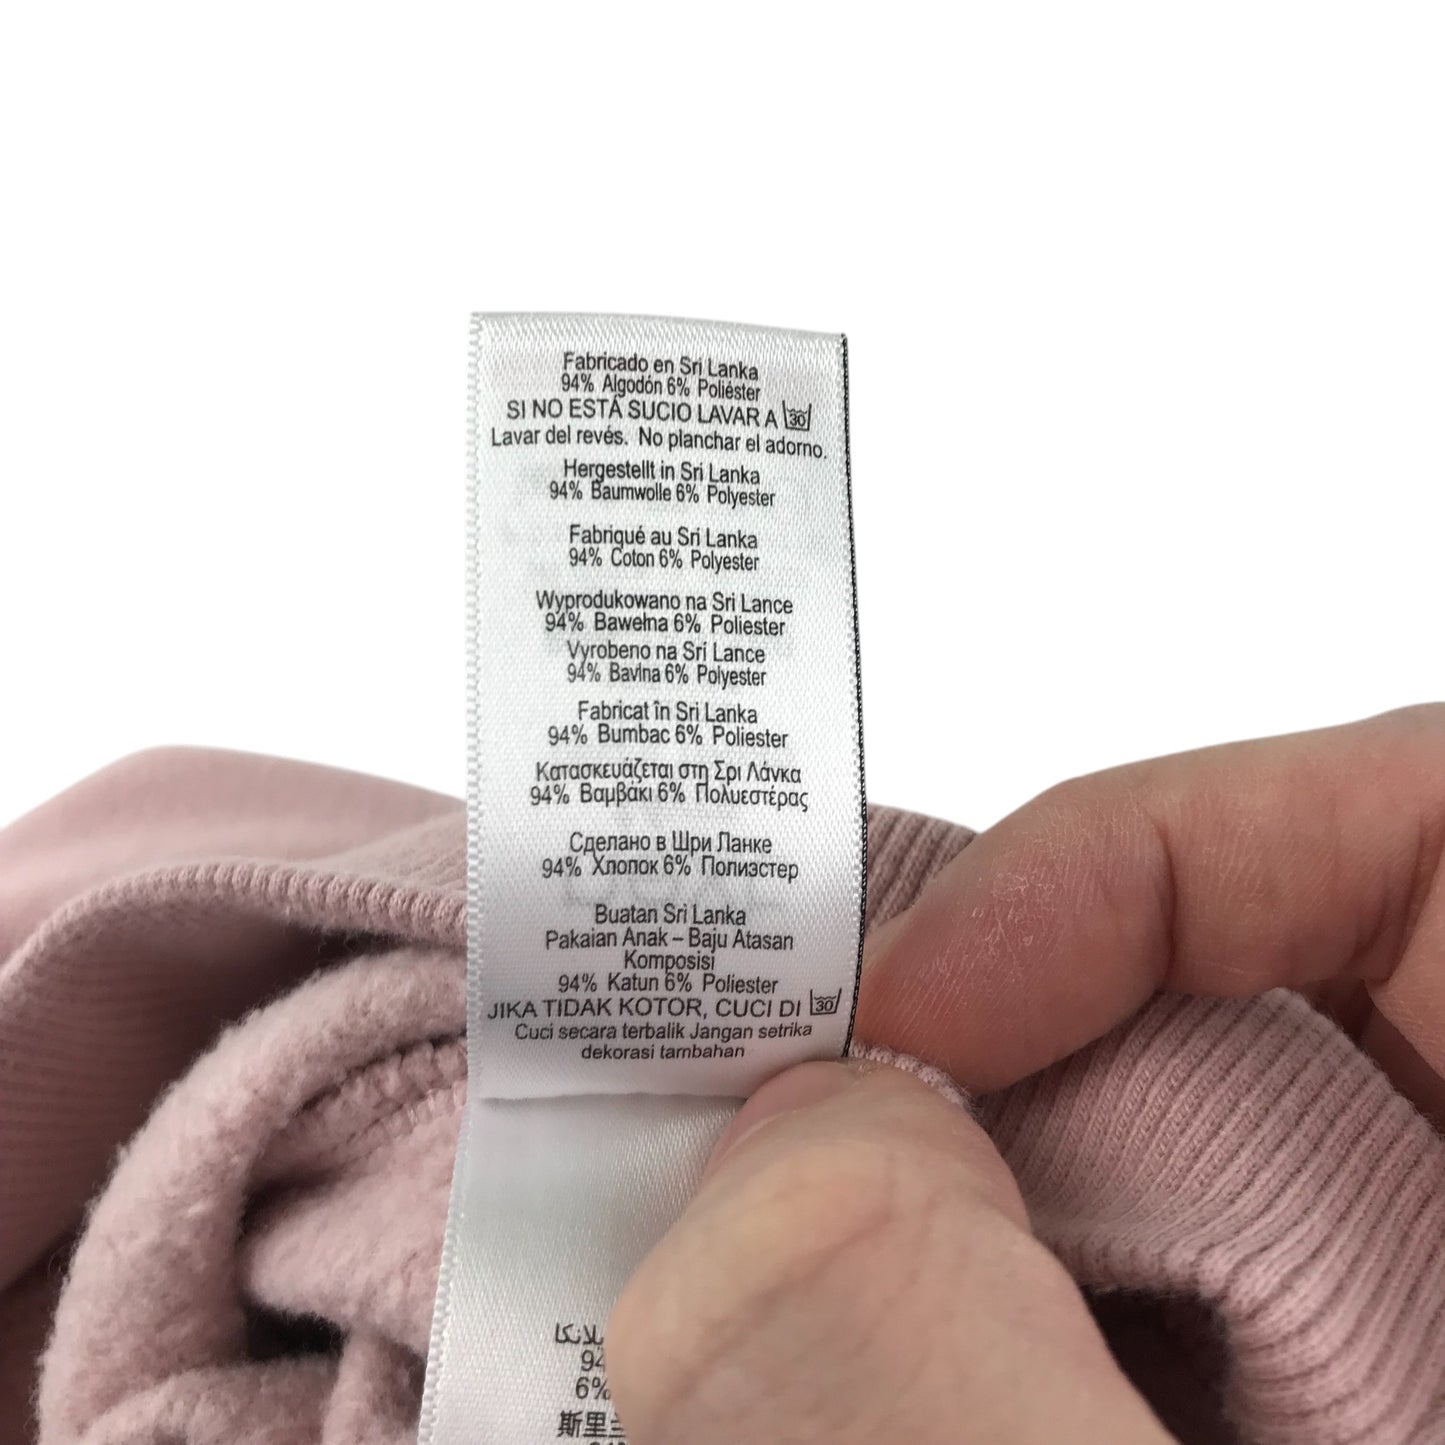 Fabricado en Sri Lanka
94% Algodón 6% Poliéster
SI NO ESTÁ SUCIO LAVAR A 30
Lavar del revés. No planchar el adorno.
Hergestellt in Sri Lanka
94% Baumwolle 6% Polyester
Fabriqué au Sri Lanka
94% Coton 6% Polyester
Wyprodukowano na Sri Lance
94% Bawełna 6% Poliester
Vyrobeno na Srí Lance
94% Bavlna 6% Polyester
Fabricat în Sri Lanka
94% Bumbac 6% Poliester
Κατασκευάζεται στη Σρι Λάνκα
94% Βαμβάκι 6% Πολυεστέρας
Сделано в Шри Ланке
94% Хлопок 6% Полиэстер
Buatan Sri Lanka
Pakaian Anak – Baju Atasan
Komposisi
94% Katun 6% Poliester
JIKA TIDAK KOTOR, CUCI DI 30
Cuci secara terbalik Jangan setrika
dekorasi tambahan
94
6%
斯里兰